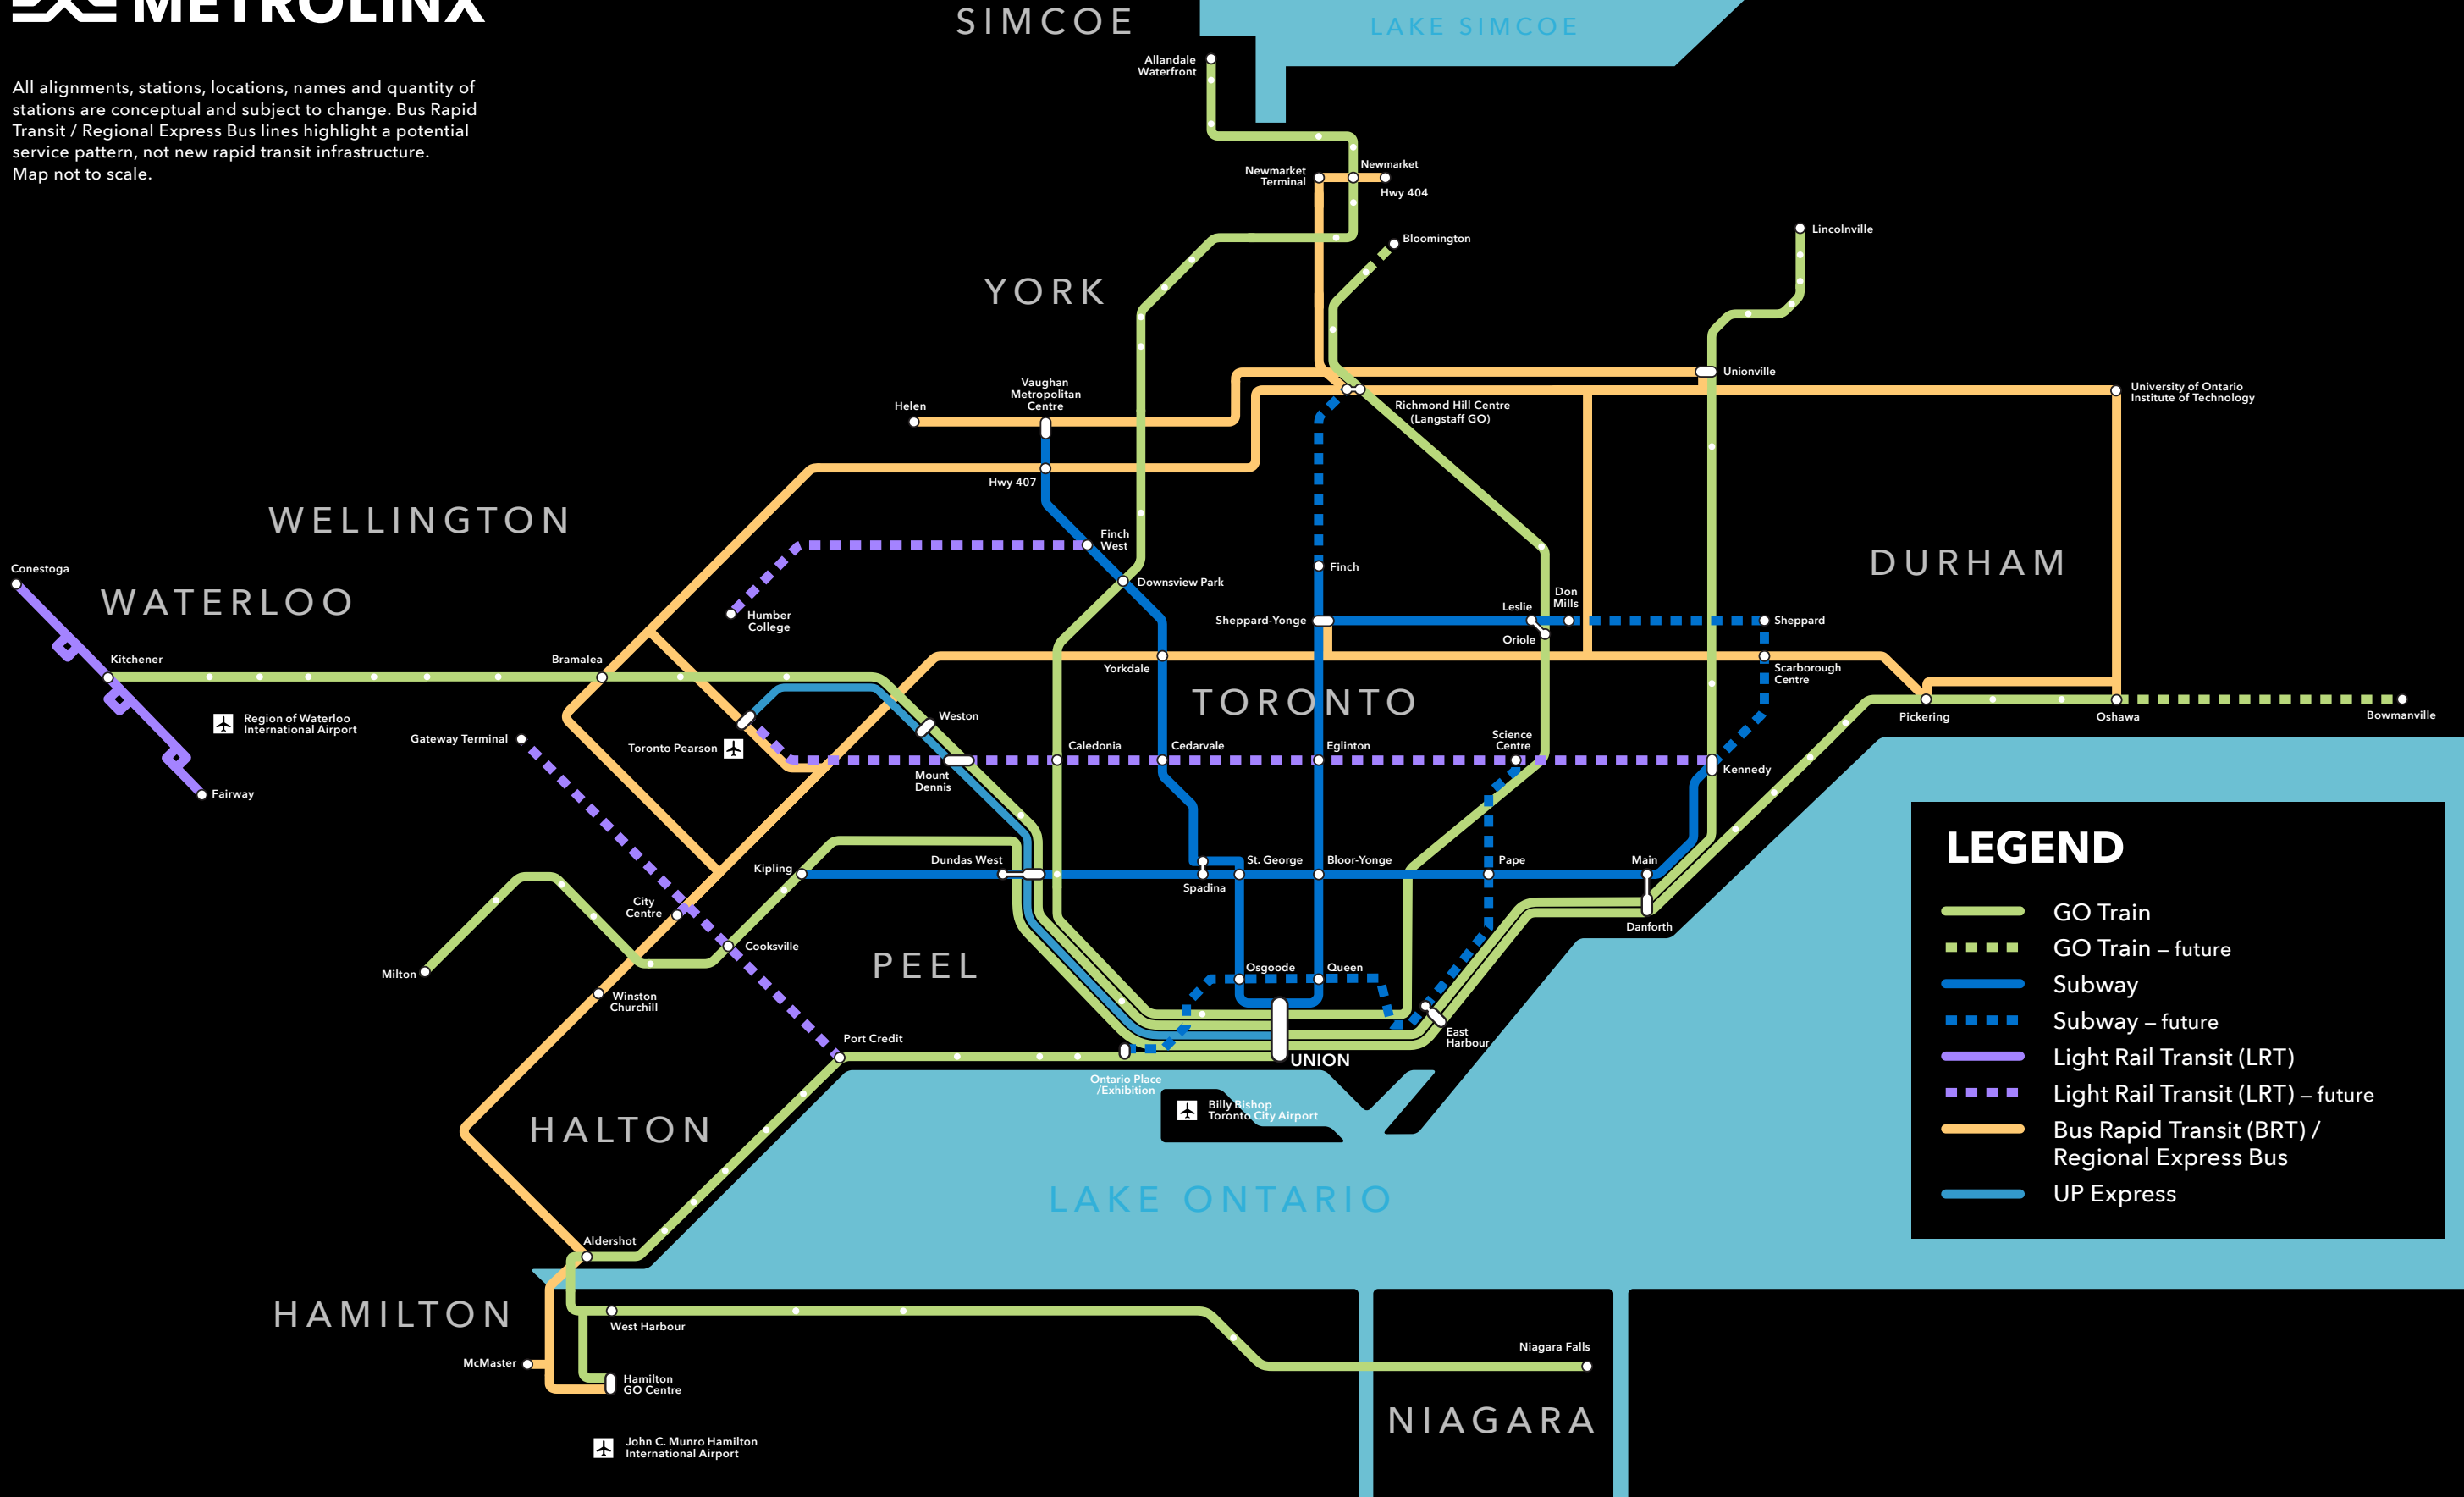 METROLINX
All alignments, stations, locations, names and quantity of
stations are conceptual and subject to change. Bus Rapid
Transit / Regional Express Bus lines highlight a potential
service pattern, not new rapid transit infrastructure.
Map not to scale.
SIMCOE
LAKE SIMCOE
Allandale
Waterfront
Newmarket
Terminal
Newmarket
Hwy 404
Bloomington
Lincolnville
YORK
Unionville
University of Ontario
Institute of Technology
Vaughan
Metropolitan
Centre
Helen
Richmond Hill Centre
(Langstaff GO)
Hwy 407
WELLINGTON
Finch
West
Conestoga
WATERLOO
Downsview Park
Finch
DURHAM
Humber
College
Sheppard-Yonge
Leslie
Don
Mills
Oriole
Sheppard
Kitchener
Bramalea
Yorkdale
Scarborough
Centre
TORONTO
Region of Waterloo
International Airport
Gateway Terminal
Toronto Pearson
Weston
Pickering
Oshawa
Bowmanville
Mount
Dennis
Caledonia
Cedarvale
Eglinton
Science
Centre
Kennedy
Fairway
Kipling
Dundas West
Spadina
St. George
Bloor-Yonge
Pape
Main
City
Centre
Danforth
Cooksville
PEEL
Milton
Winston
Churchill
Osgoode
Queen
Port Credit
East
Harbour
UNION
Ontario Place
/Exhibition
Billy Bishop
Toronto City Airport
HALTON
LAKE ONTARIO
Aldershot
HAMILTON
West Harbour
McMaster
Hamilton
GO Centre
Niagara Falls
NIAGARA
John C. Munro Hamilton
International Airport
LEGEND
GO Train
GO Train – future
Subway
Subway – future
Light Rail Transit (LRT)
Light Rail Transit (LRT) – future
Bus Rapid Transit (BRT) /
Regional Express Bus
UP Express